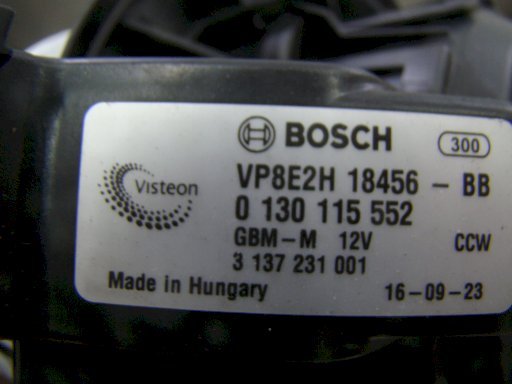 BOSCH 300
Visteon
VP8E2H 18456 - BB
0 130 115 552
GBM-M 12V CCW
3 137 231 001
Made in Hungary 16-09-23